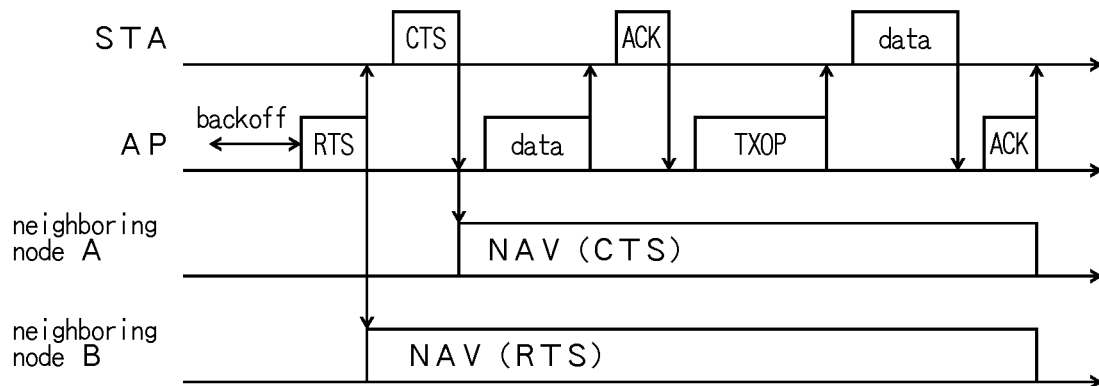 STA
CTS
ACK
data
backoff
AP
RTS
data
TXOP
ACK
neighboring
node A
NAV (CTS)
neighboring
node B
NAV (RTS)